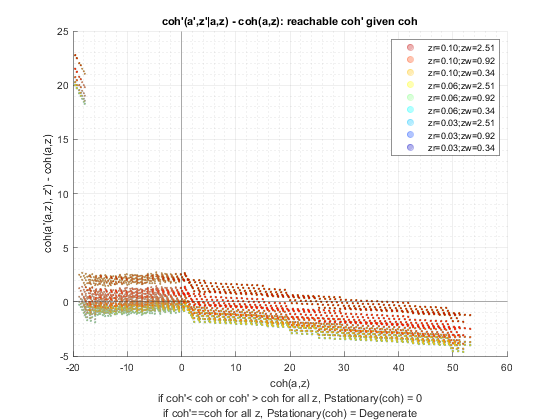 coh'(a',z'|a,z) - coh(a,z): reachable coh' given coh
25
20
15
10
5
0
-5
coh(a'(a,z), z') - coh(a,z)
zr=0.10;zw=2.51
zr=0.10;zw=0.92
zr=0.10;zw=0.34
zr=0.06;zw=2.51
zr=0.06;zw=0.92
zr=0.06;zw=0.34
zr=0.03;zw=2.51
zr=0.03;zw=0.92
zr=0.03;zw=0.34
-20 -10 0 10 20 30 40 50 60
coh(a,z)
if coh'< coh or coh' > coh for all z, Pstationary(coh) = 0
if coh'==coh for all z, Pstationary(coh) = Degenerate